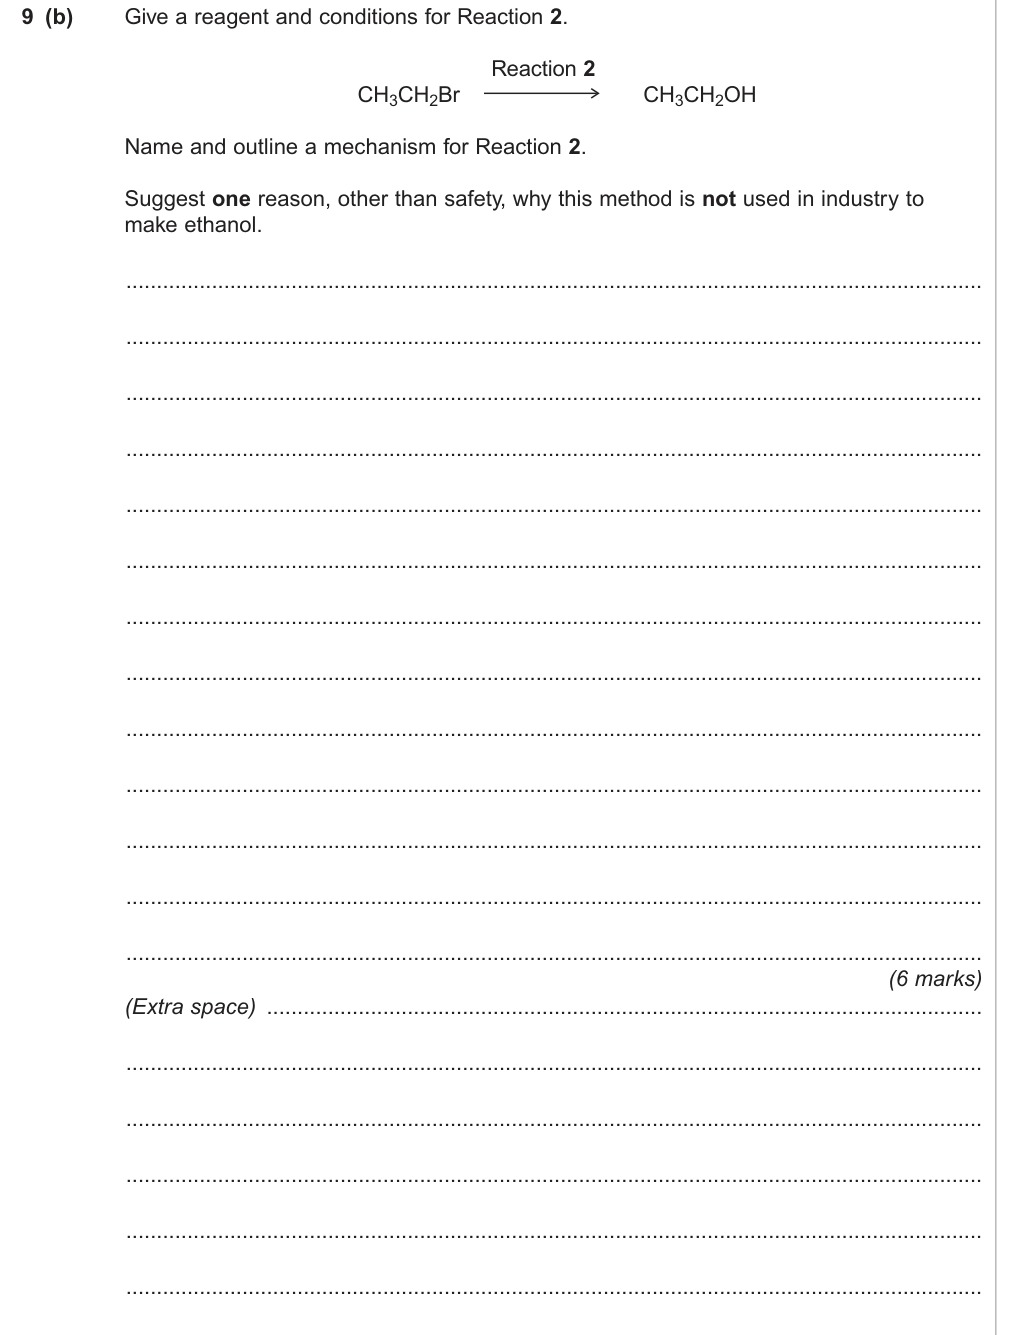 9 (b) Give a reagent and conditions for Reaction 2.
Reaction 2
CH₃CH₂Br ⟶ CH₃CH₂OH
Name and outline a mechanism for Reaction 2.
Suggest one reason, other than safety, why this method is not used in industry to
make ethanol.
(6 marks)
(Extra space)